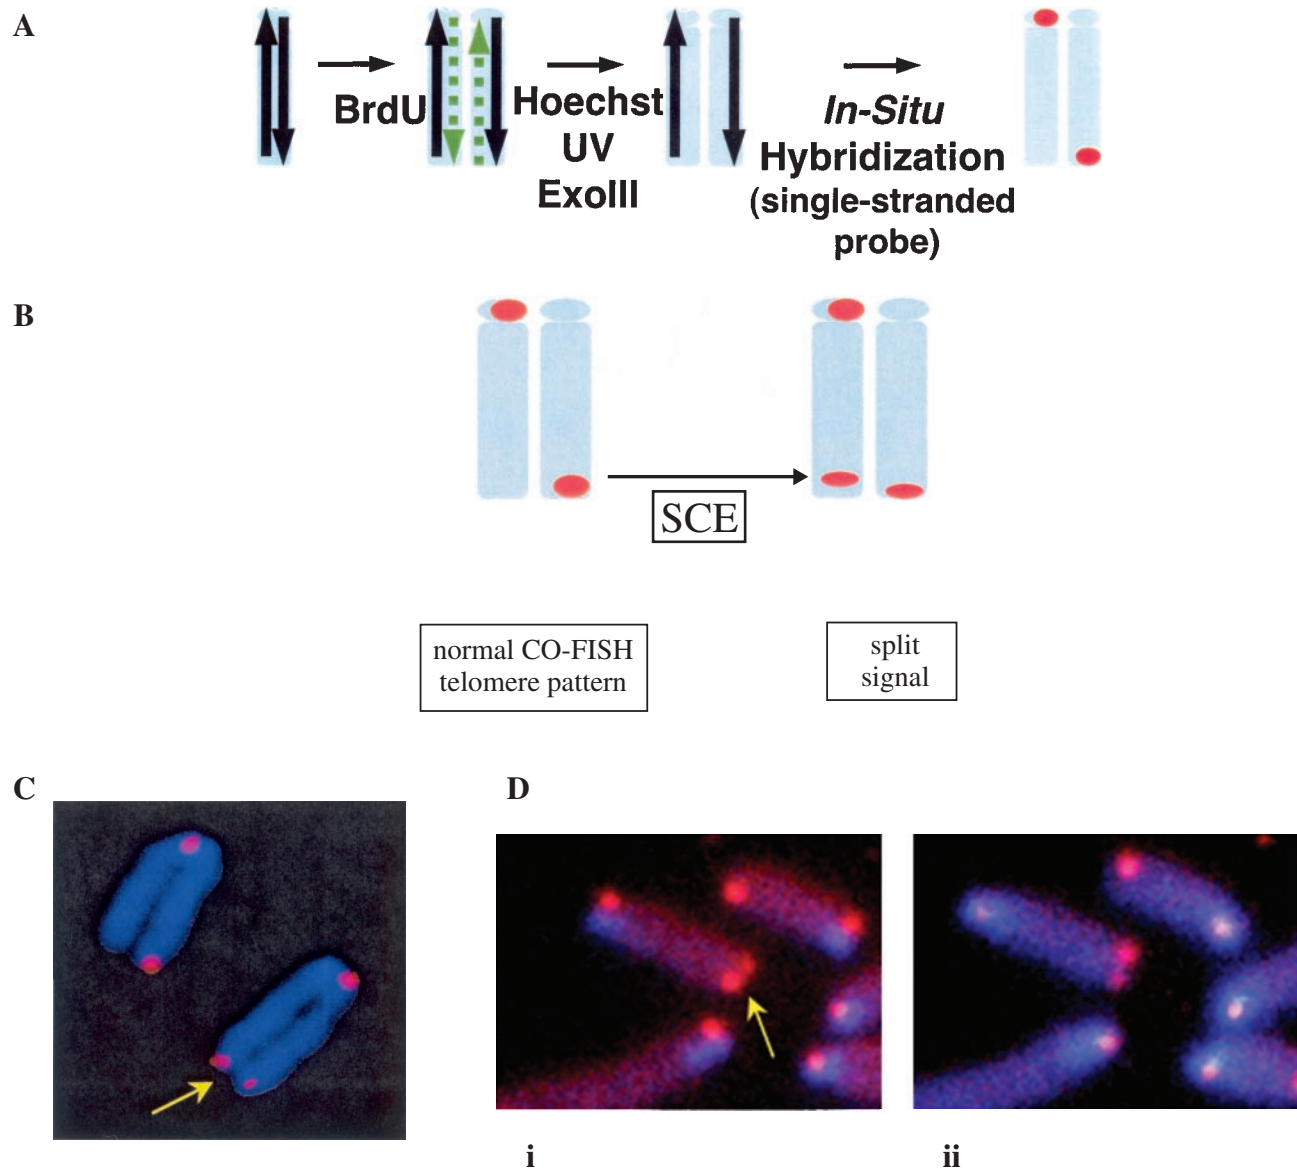 A
BrdU
Hoechst
UV
ExoIII
In-Situ
Hybridization
(single-stranded
probe)
B
SCE
normal CO-FISH
telomere pattern
split
signal
C
D
i
ii